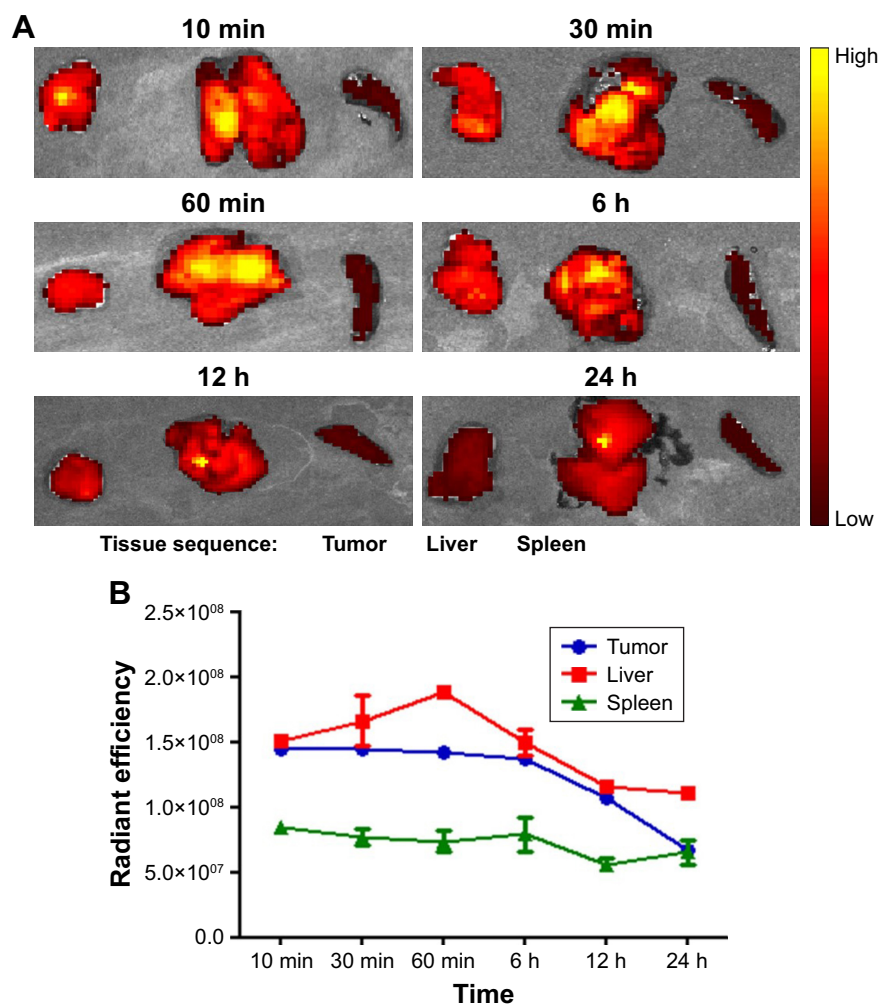 A
10 min
30 min
High
60 min
6 h
12 h
24 h
Low
Tissue sequence: Tumor Liver Spleen
B
2.5×10⁰⁸
2.0×10⁰⁸
1.5×10⁰⁸
1.0×10⁰⁸
5.0×10⁰⁷
0.0
Radiant efficiency
Tumor
Liver
Spleen
10 min 30 min 60 min 6 h 12 h 24 h
Time